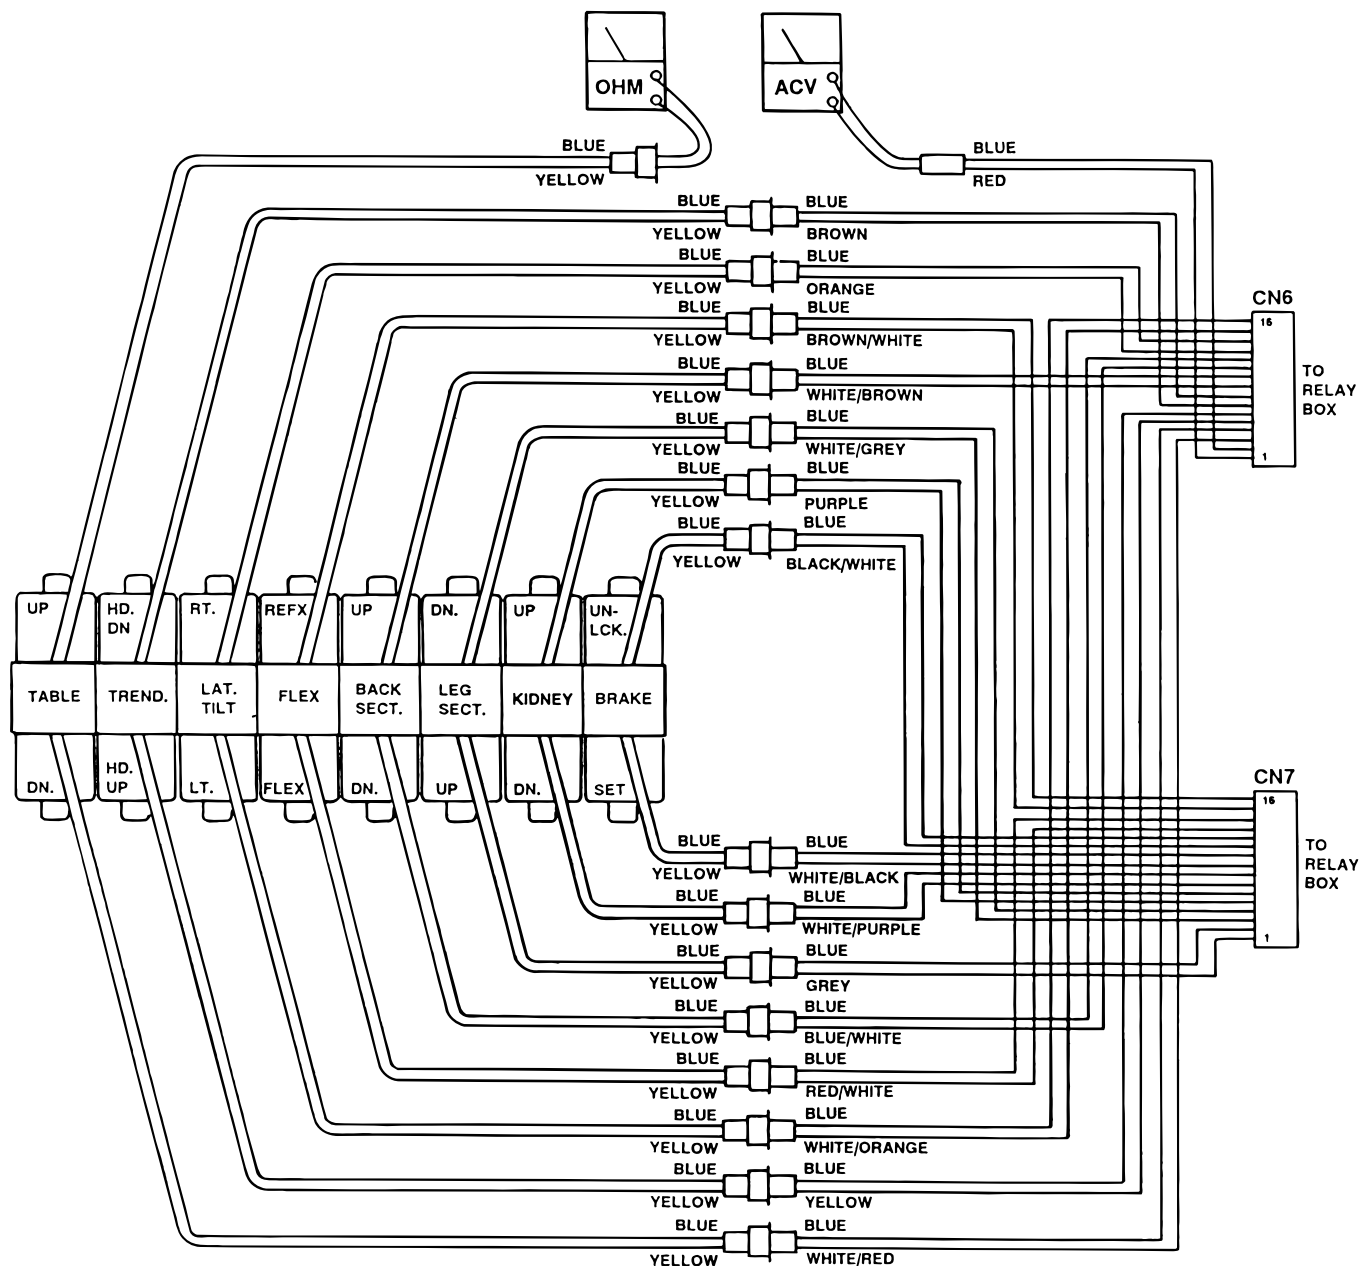 OHM
ACV
BLUE
YELLOW
BLUE
RED
BLUE
YELLOW
BLUE
BROWN
BLUE
YELLOW
BLUE
ORANGE
BLUE
YELLOW
BLUE
BROWN/WHITE
BLUE
YELLOW
BLUE
WHITE/BROWN
BLUE
YELLOW
BLUE
WHITE/GREY
BLUE
YELLOW
BLUE
PURPLE
BLUE
YELLOW
BLUE
BLACK/WHITE
CN6
16
1
TO
RELAY
BOX
UP
HD.
DN
RT.
REFX
UP
DN.
UP
UN-
LCK.
TABLE
TREND.
LAT.
TILT
FLEX
BACK
SECT.
LEG
SECT.
KIDNEY
BRAKE
DN.
HD.
UP
LT.
FLEX
DN.
UP
DN.
SET
CN7
16
1
TO
RELAY
BOX
BLUE
YELLOW
BLUE
WHITE/BLACK
BLUE
YELLOW
BLUE
WHITE/PURPLE
BLUE
YELLOW
BLUE
GREY
BLUE
YELLOW
BLUE
BLUE/WHITE
BLUE
YELLOW
BLUE
RED/WHITE
BLUE
YELLOW
BLUE
WHITE/ORANGE
BLUE
YELLOW
BLUE
YELLOW
BLUE
YELLOW
BLUE
WHITE/RED